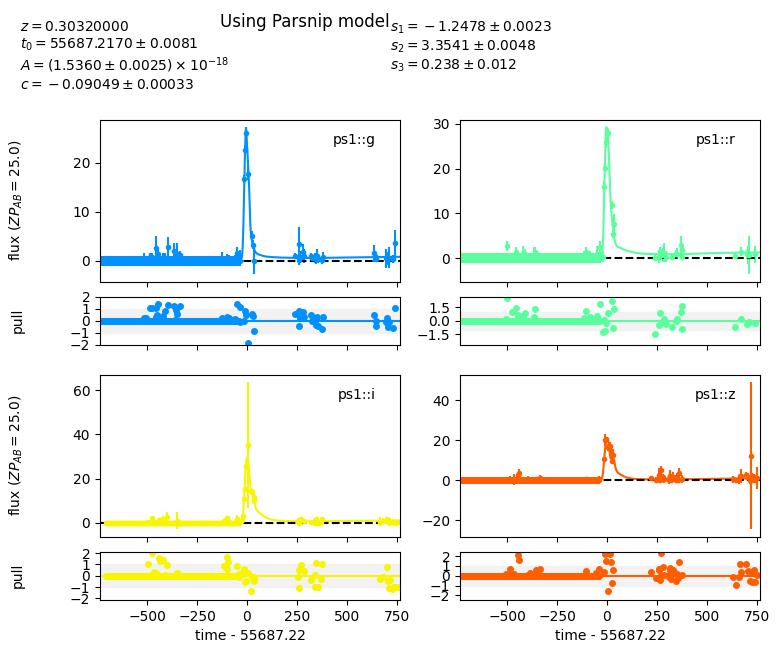 Using Parsnip model
z = 0.30320000
t0 = 55687.2170 ± 0.0081
A = (1.5360 ± 0.0025) × 10^−18
c = −0.09049 ± 0.00033
s1 = −1.2478 ± 0.0023
s2 = 3.3541 ± 0.0048
s3 = 0.238 ± 0.012
ps1::g
flux (ZPAB = 25.0)
20
10
0
ps1::r
30
20
10
0
pull
2
1
0
−1
−2
1.5
0.0
−1.5
ps1::i
flux (ZPAB = 25.0)
60
40
20
0
ps1::z
40
20
0
−20
pull
2
1
0
−1
−2
2
1
0
−1
−2
−500 −250 0 250 500 750
time - 55687.22
−500 −250 0 250 500 750
time - 55687.22